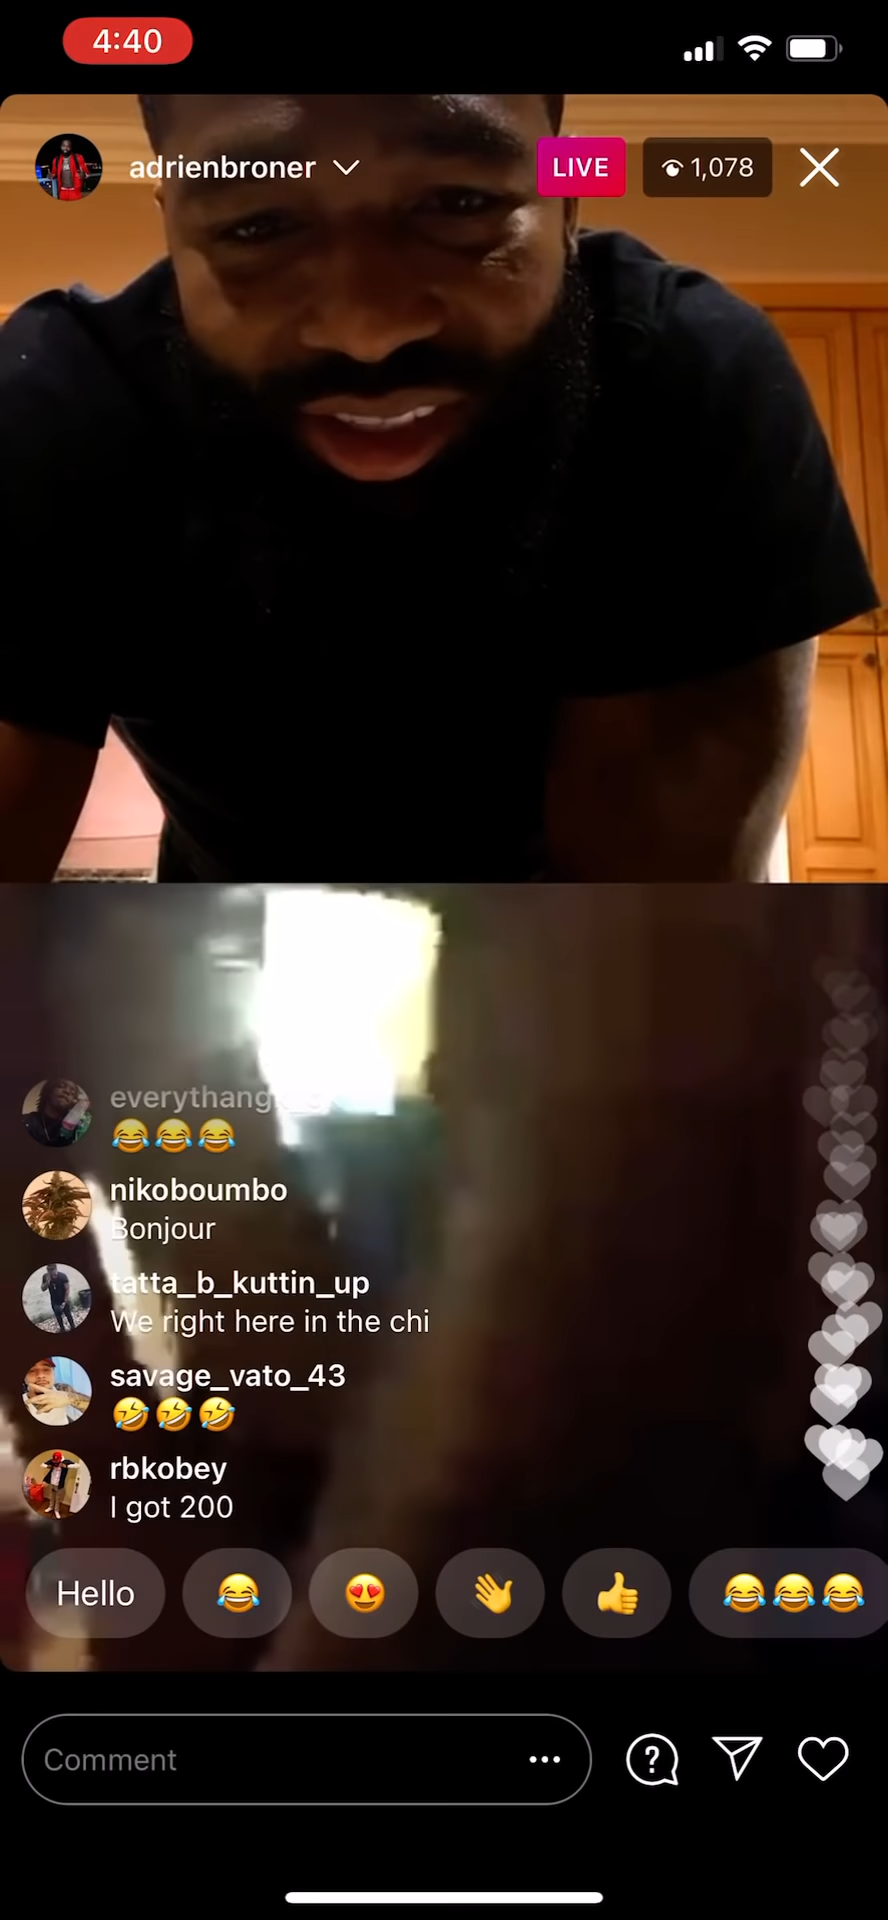 4:40
adrienbroner
LIVE
1,078
😂😂😂
nikoboumbo
Bonjour
tatta_b_kuttin_up
We right here in the chi
savage_vato_43
🤣🤣🤣
rbkobey
I got 200
Hello 😂 😍 👋 👍 😂😂😂
Comment